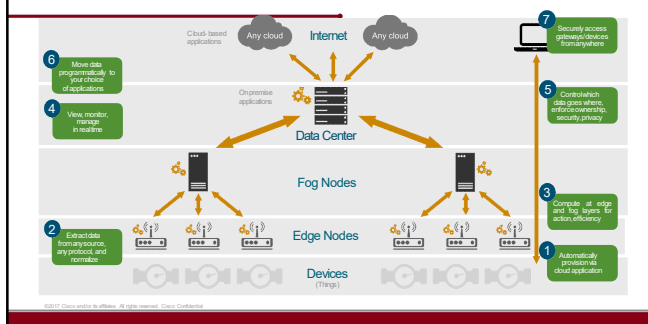 Cloud- based
applications
Any cloud
Internet
Any cloud
7
Securely access
gateways/devices
from anywhere
6
Move data
programmatically to
your choice
of applications
On premise
applications
5
Control which
data goes where,
enforce ownership,
security, privacy
4
View, monitor,
manage
in real time
Data Center
Fog Nodes
3
Compute at edge
and fog layers for
action, efficiency
2
Extract data
from any source,
any protocol, and
normalize
Edge Nodes
1
Automatically
provision via
cloud application
Devices
(Things)
©2017 Cisco and/or its affiliates. All rights reserved. Cisco Confidential